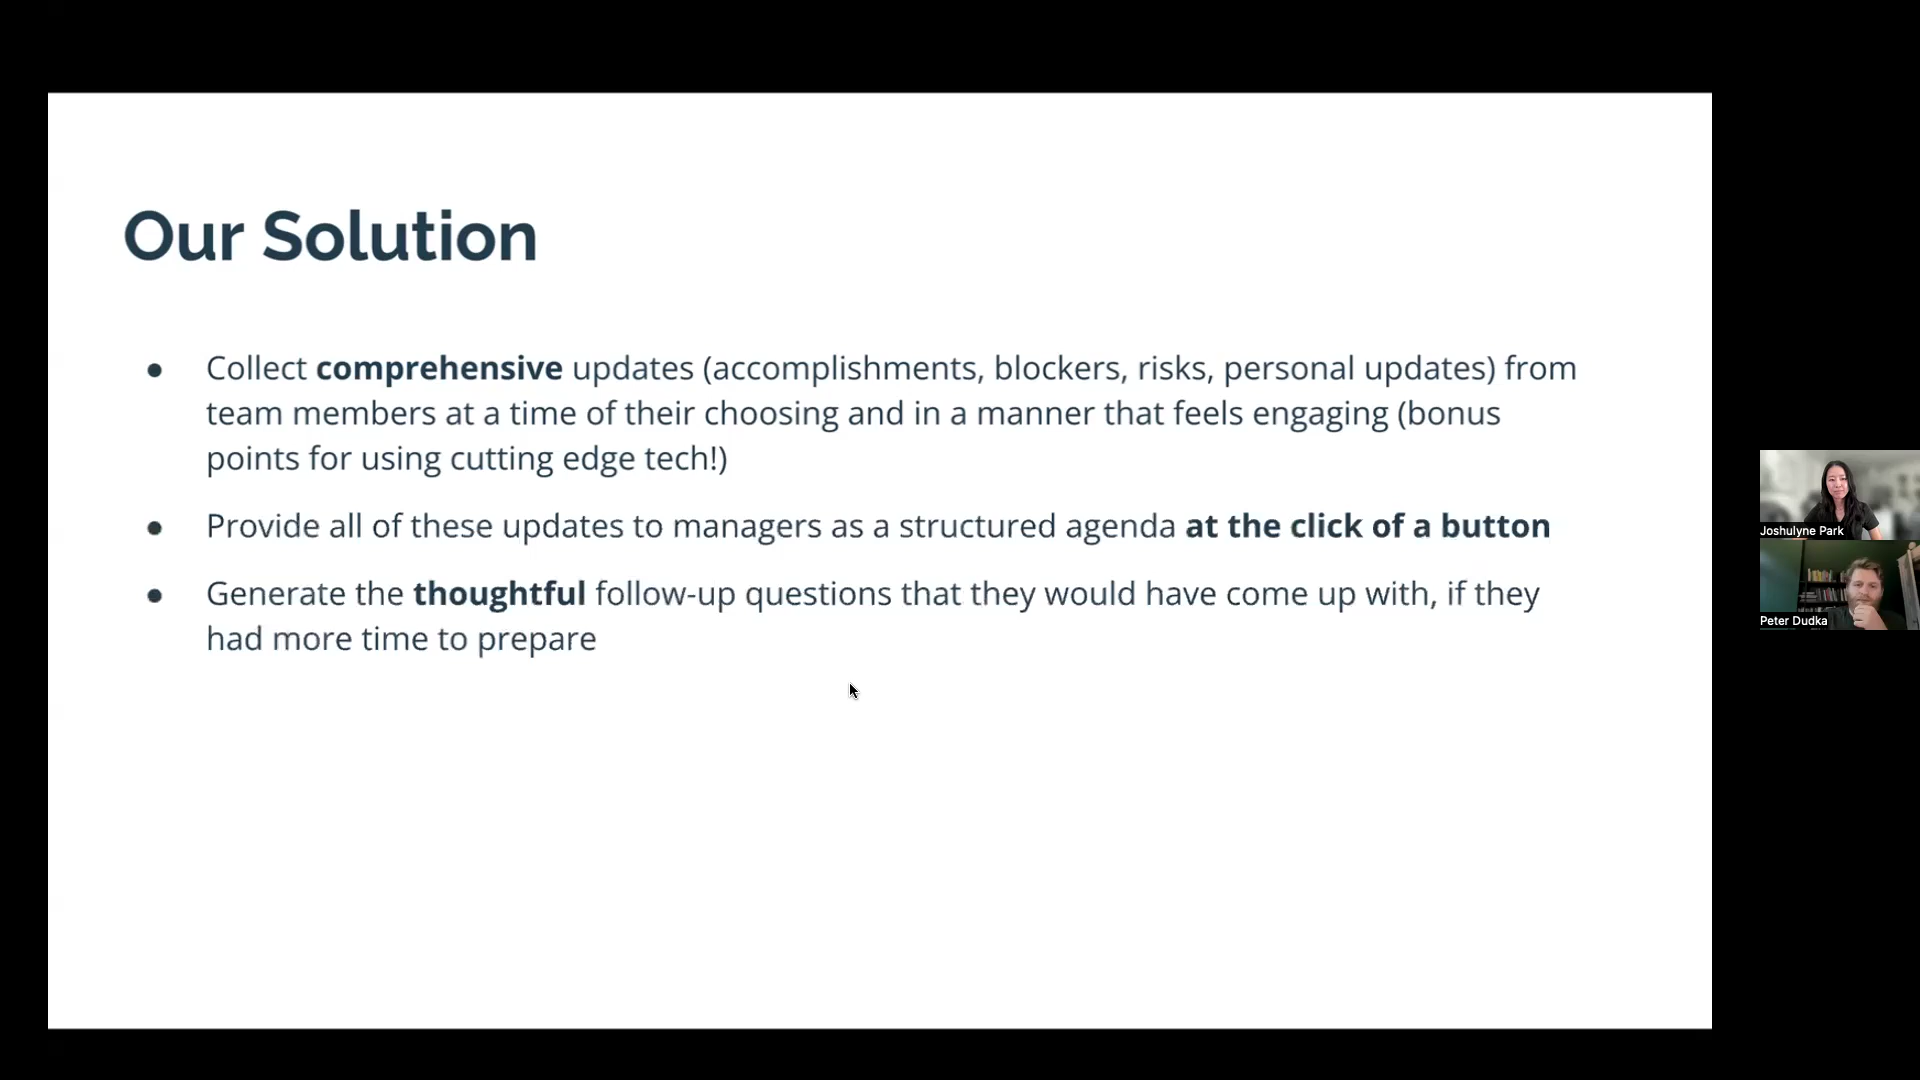 Our Solution
● Collect comprehensive updates (accomplishments, blockers, risks, personal updates) from
team members at a time of their choosing and in a manner that feels engaging (bonus
points for using cutting edge tech!)
● Provide all of these updates to managers as a structured agenda at the click of a button
● Generate the thoughtful follow-up questions that they would have come up with, if they
had more time to prepare
Joshulyne Park
Peter Dudka